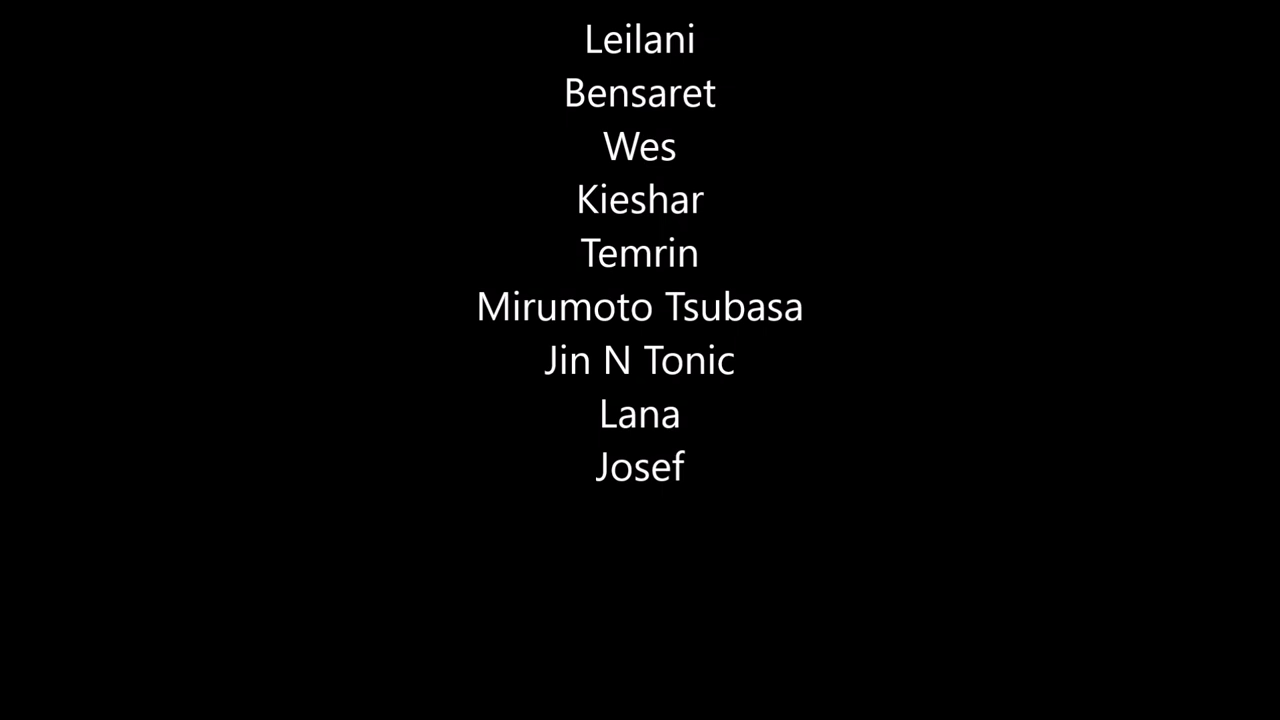 Leilani
Bensaret
Wes
Kieshar
Temrin
Mirumoto Tsubasa
Jin N Tonic
Lana
Josef